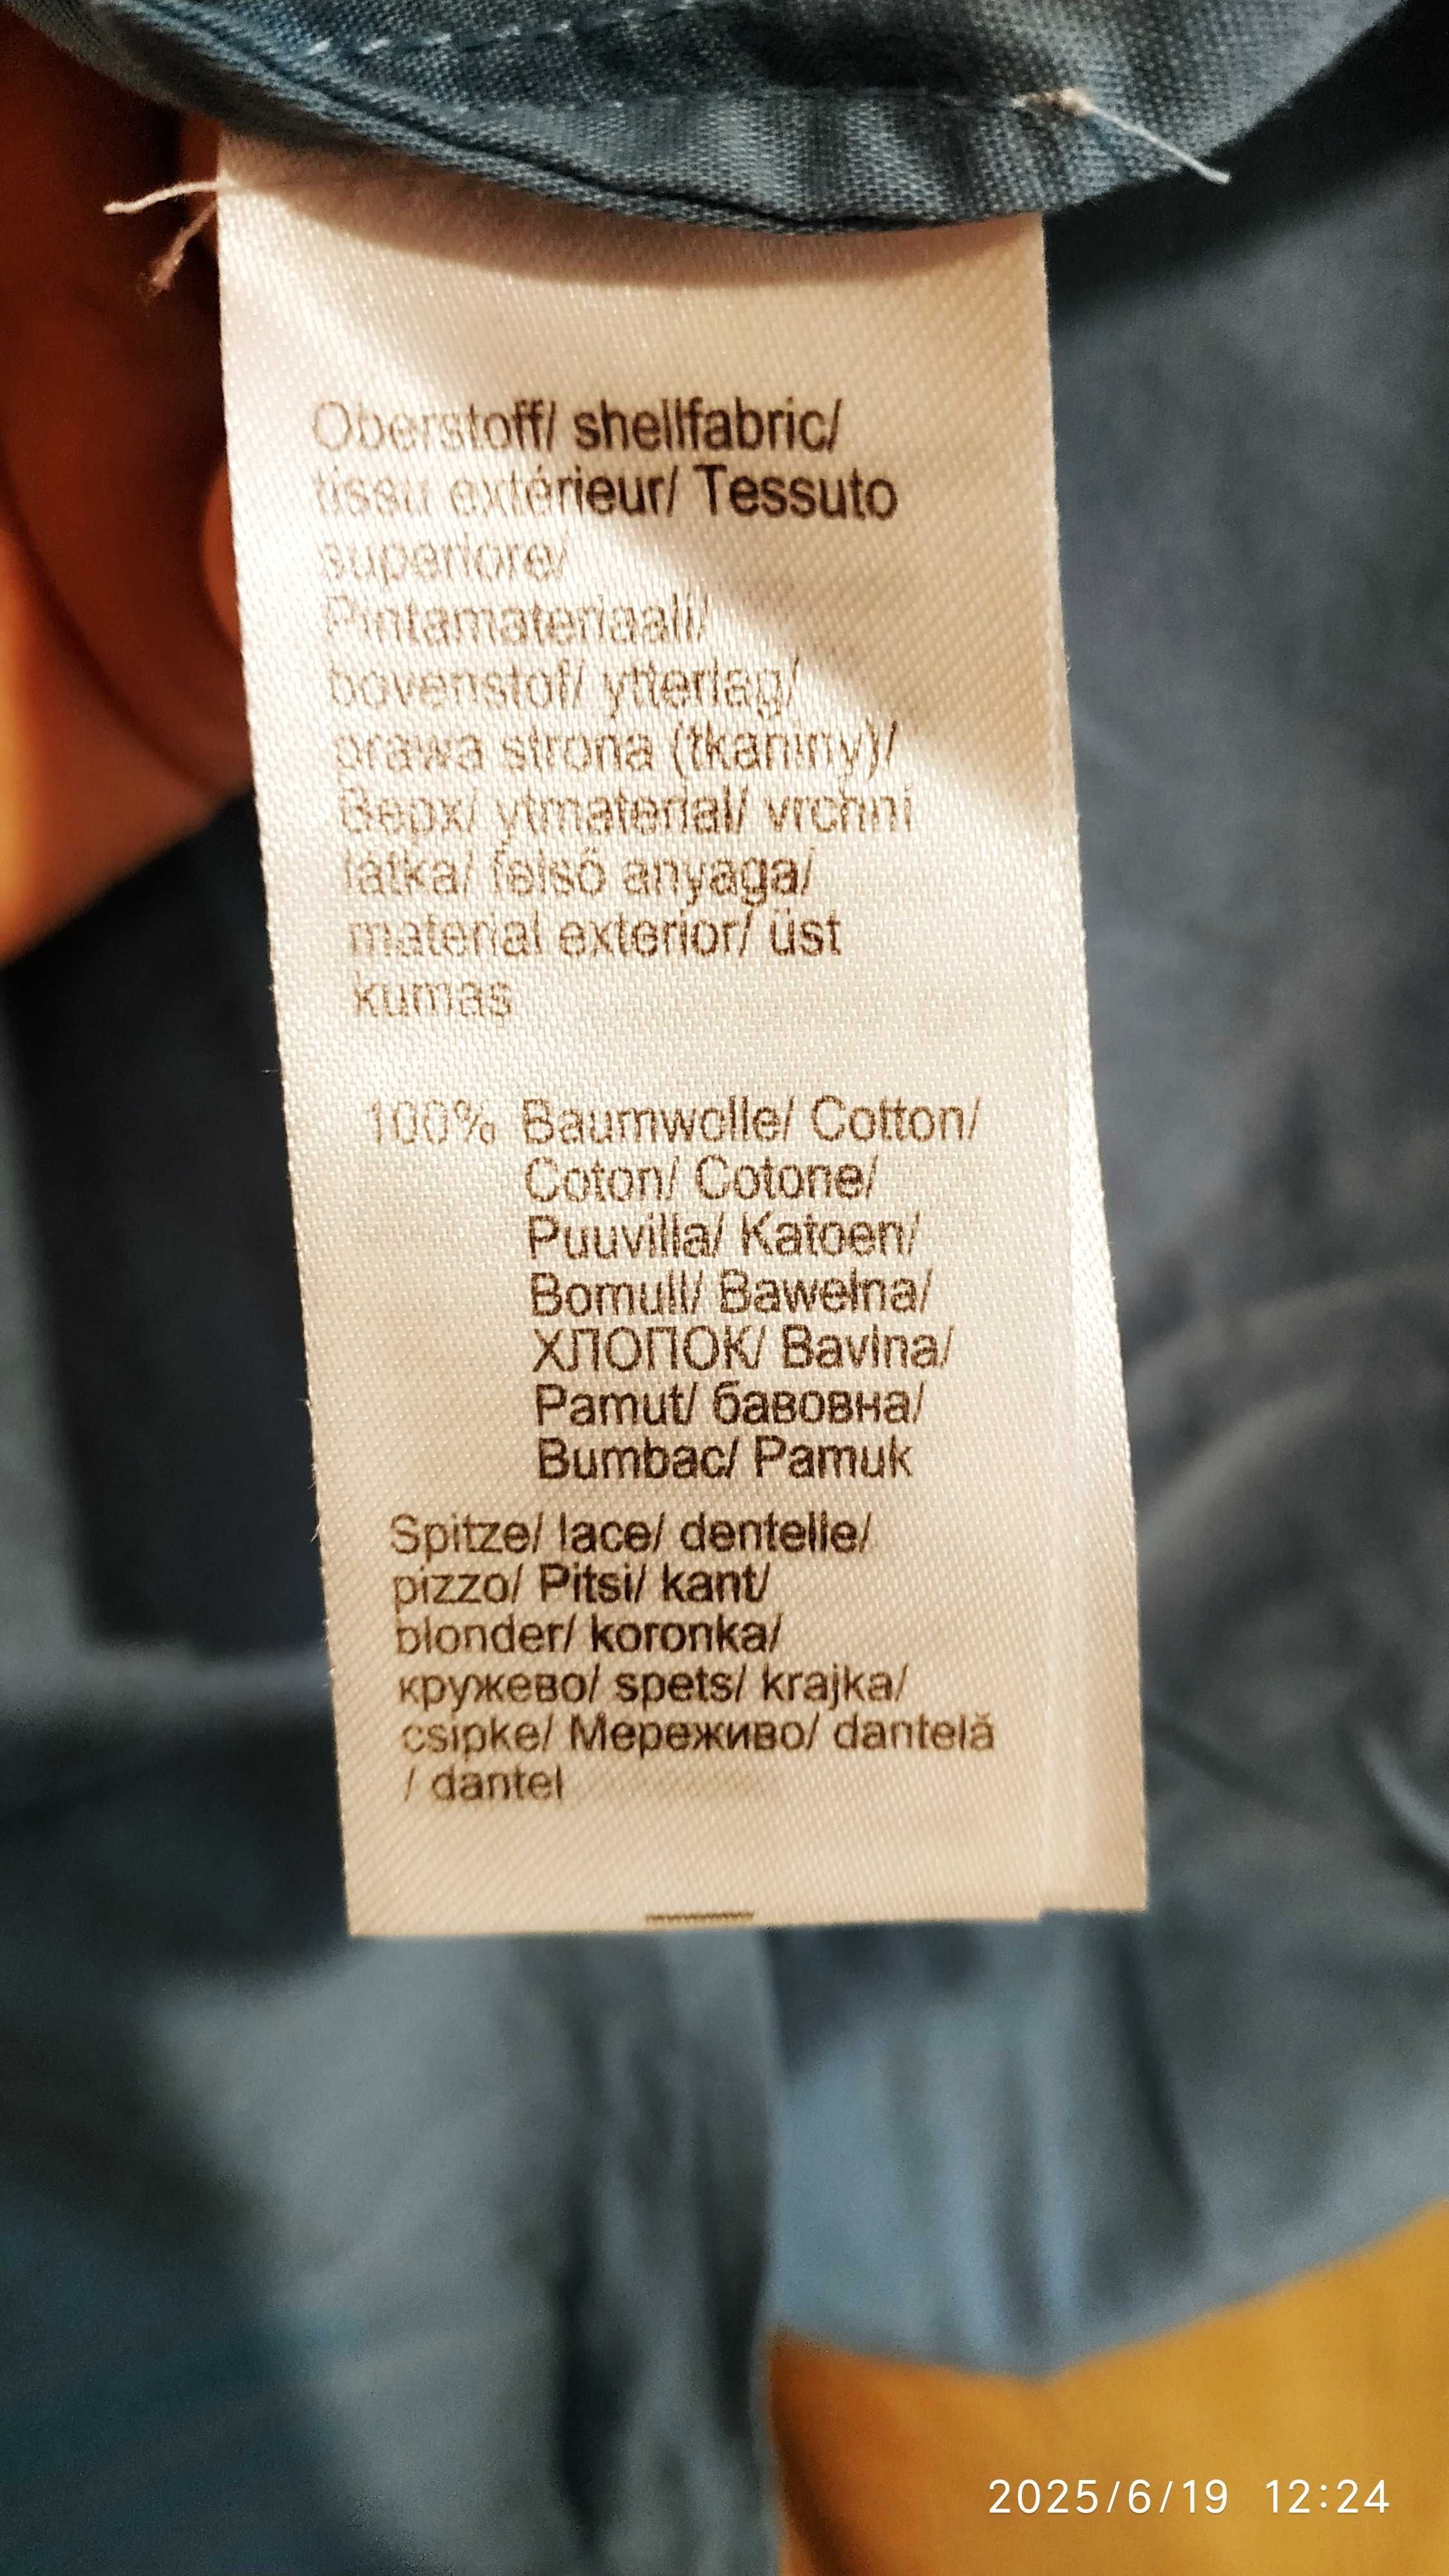 Oberstoff/ shellfabric/
tissu extérieur/ Tessuto
superiore/
Pintamateriaali/
bovenstof/ ytterlag/
prawa strona (tkaniny)/
Верх/ ytmaterial/ vrchní
látka/ felső anyaga/
material exterior/ üst
kumaş
100% Baumwolle/ Cotton/
Coton/ Cotone/
Puuvilla/ Katoen/
Bomull/ Bawełna/
ХЛОПОК/ Bavlna/
Pamut/ бавовна/
Bumbac/ Pamuk
Spitze/ lace/ dentelle/
pizzo/ Pitsi/ kant/
blonder/ koronka/
кружево/ spets/ krajka/
csipke/ Мереживо/ dantelă
/ dantel
2025/6/19 12:24